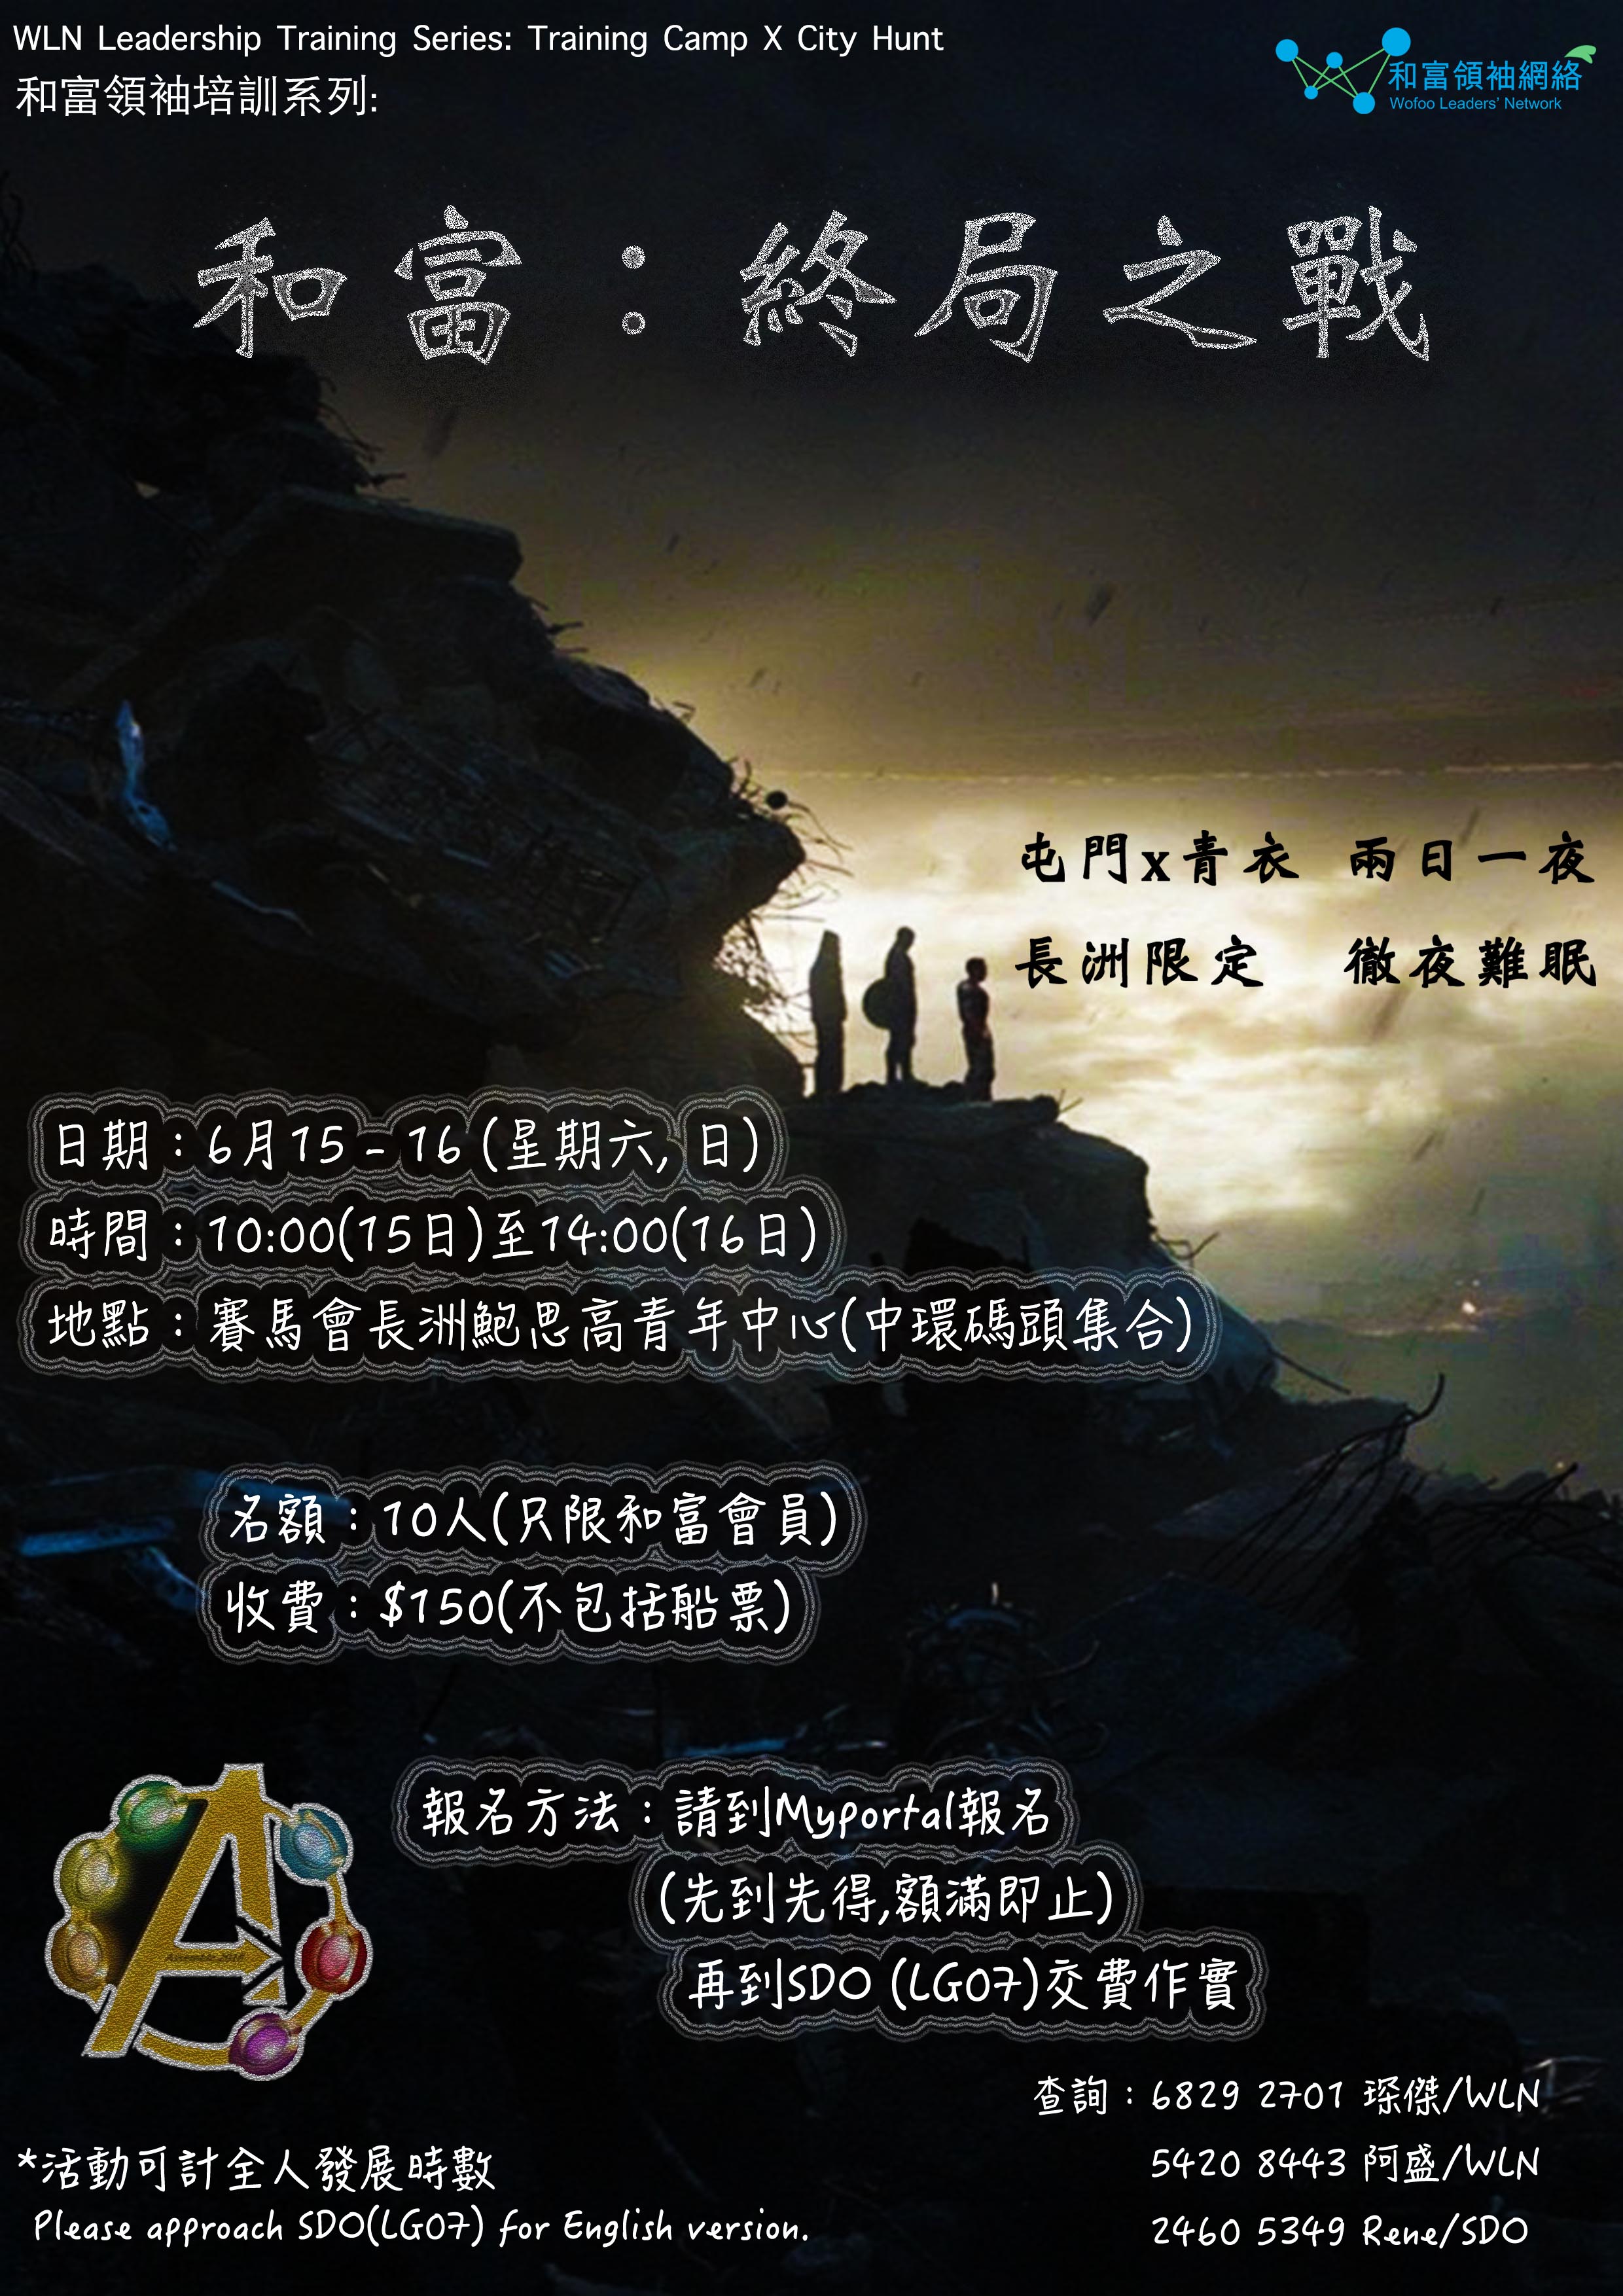 WLN Leadership Training Series: Training Camp X City Hunt
和富領袖培訓系列:
和富領袖網絡
Wofoo Leaders' Network
和富：終局之戰
屯門x青衣 兩日一夜
長洲限定 徹夜難眠
日期：6月15 - 16 (星期六, 日)
時間：10:00(15日)至14:00(16日)
地點：賽馬會長洲鮑思高青年中心(中環碼頭集合)
名額：10人(只限和富會員)
收費：$150(不包括船票)
報名方法：請到Myportal報名
(先到先得,額滿即止)
再到SDO (LG07)交費作實
查詢：6829 2701 琛傑/WLN
5420 8443 阿盛/WLN
2460 5349 Rene/SDO
*活動可計全人發展時數
Please approach SDO(LG07) for English version.